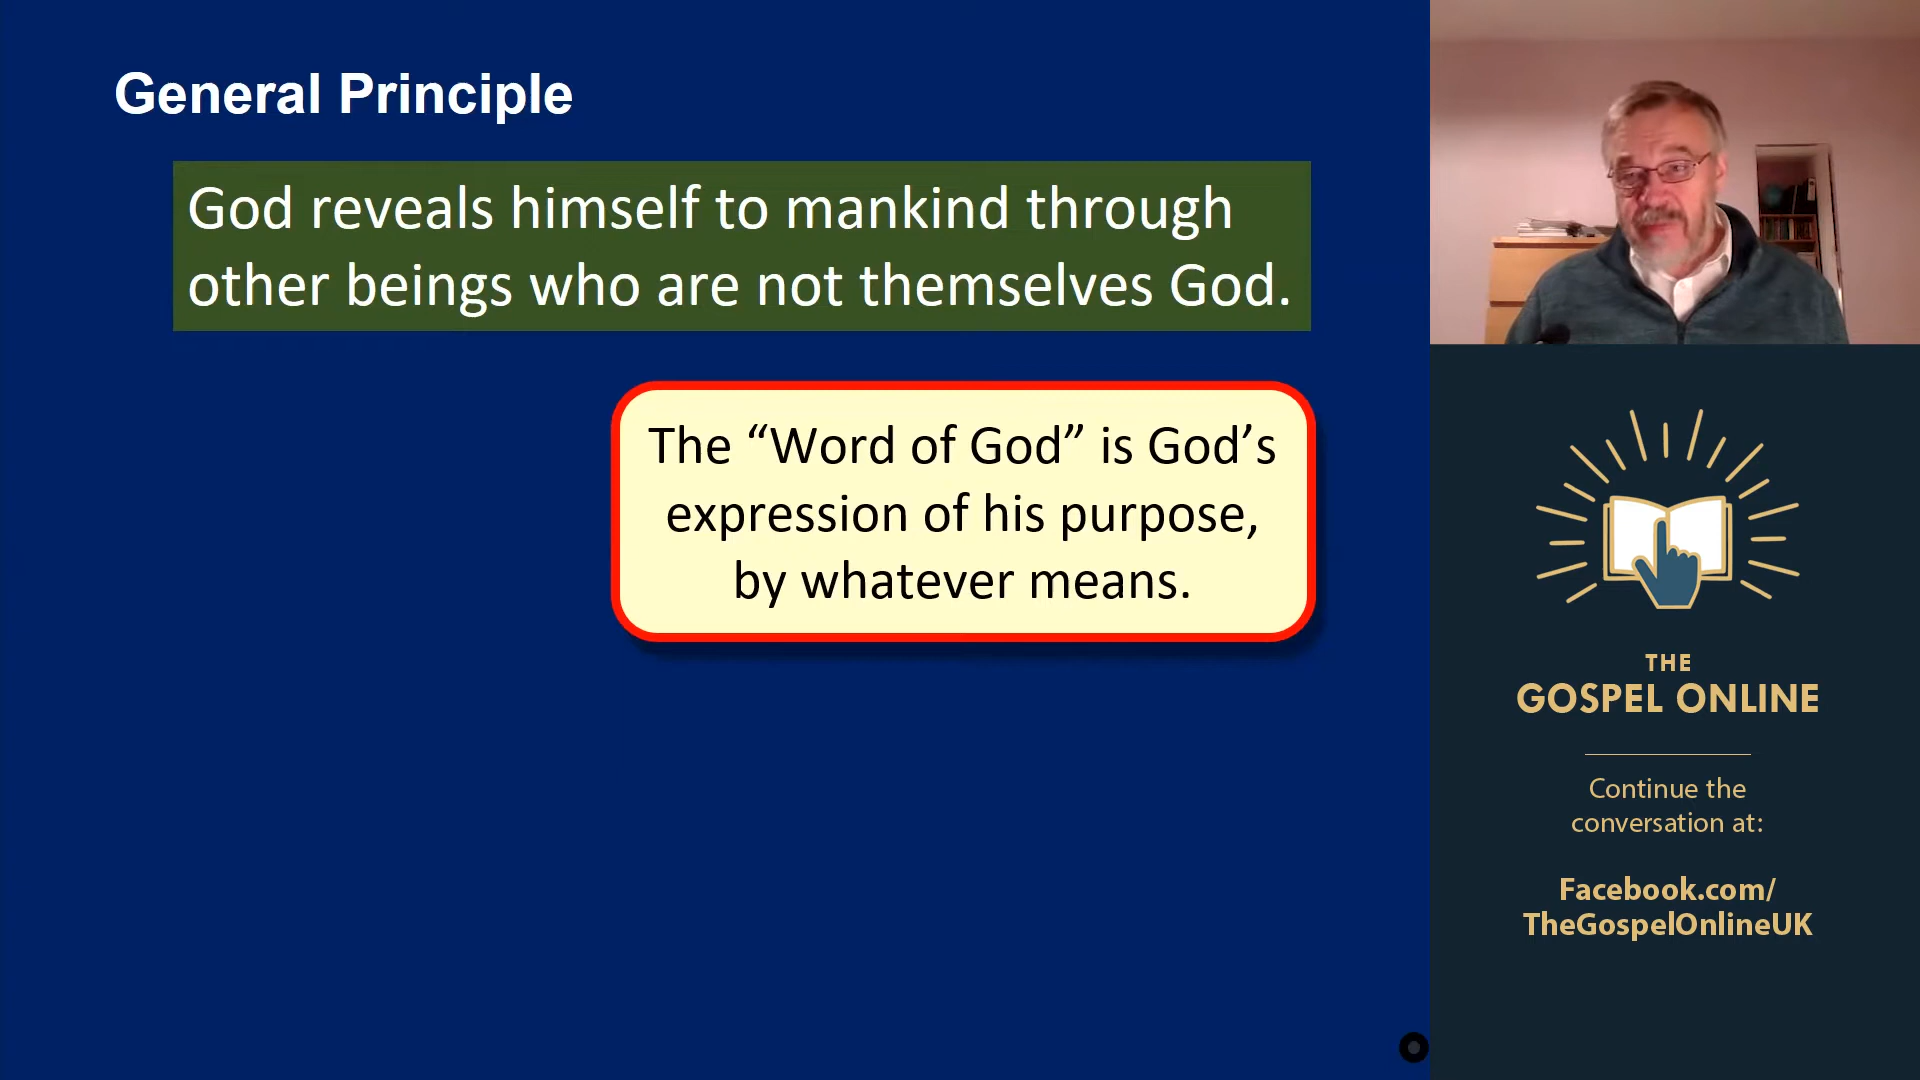 General Principle
God reveals himself to mankind through
other beings who are not themselves God.
The “Word of God” is God’s
expression of his purpose,
by whatever means.
THE
GOSPEL ONLINE
Continue the
conversation at:
Facebook.com/
TheGospelOnlineUK